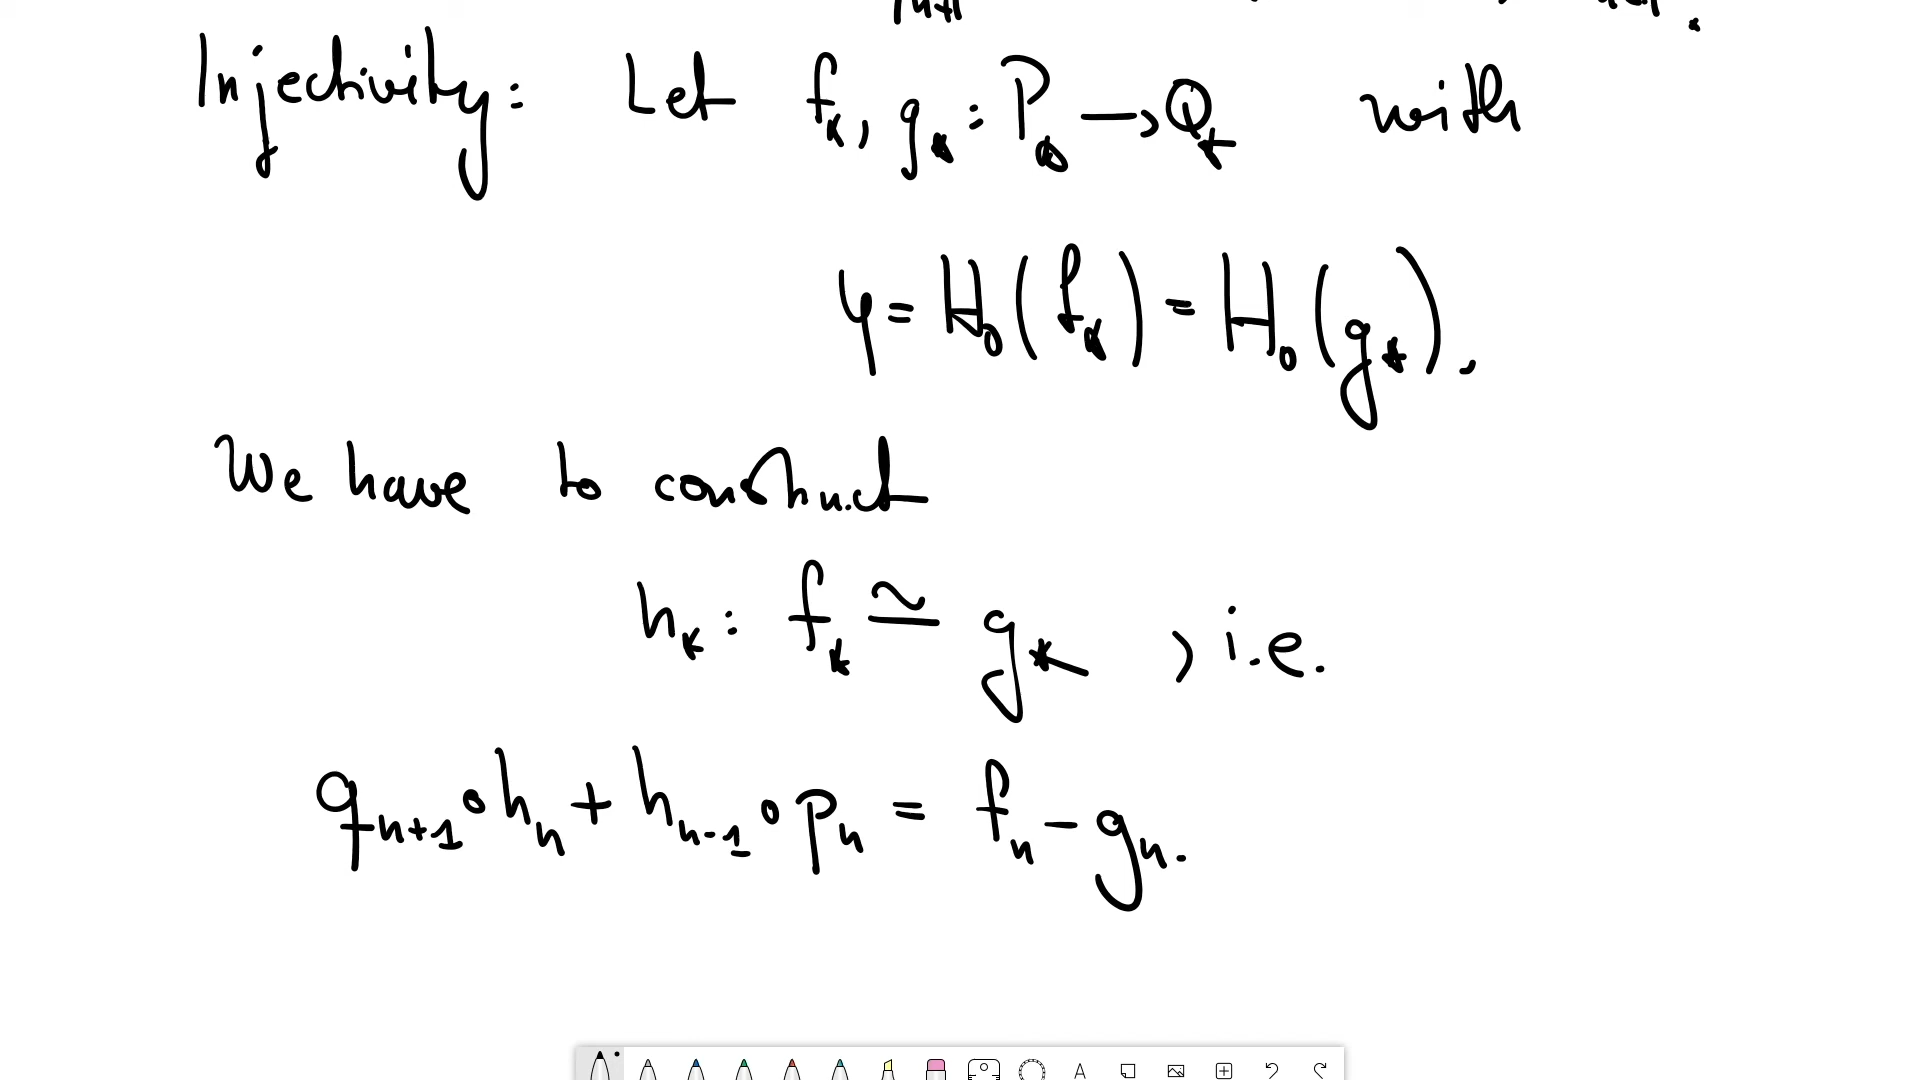 n+1
Injectivity: Let f_*, g_*: P_* → Q_* with
φ = H_0(f_*) = H_0(g_*).
We have to construct
h_*: f_* ≃ g_*, i.e.
q_{n+1} ∘ h_n + h_{n-1} ∘ p_n = f_n - g_n.
A